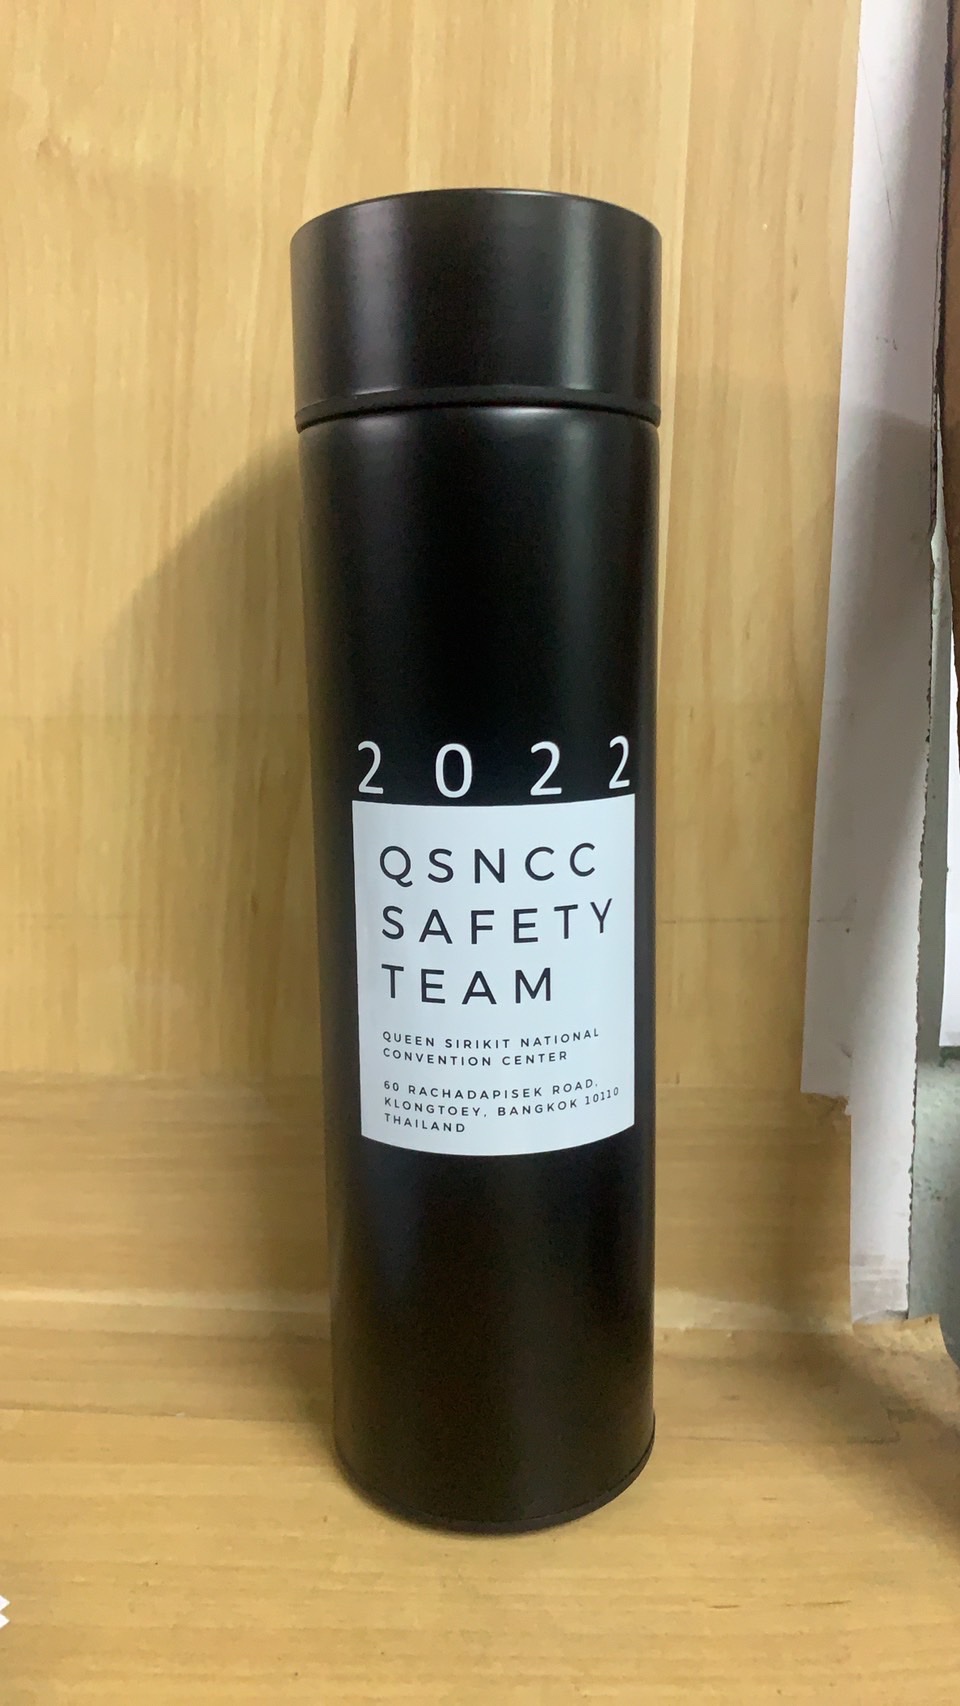 2022
QSNCC
SAFETY
TEAM
QUEEN SIRIKIT NATIONAL
CONVENTION CENTER
60 RACHADAPISEK ROAD,
KLONGTOEY, BANGKOK 10110
THAILAND